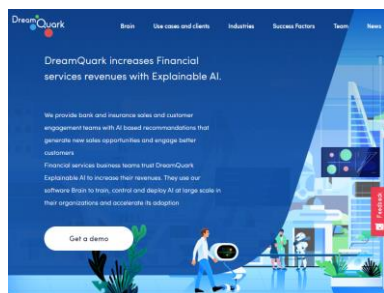 DreamQuark
Brain
Use cases and clients
Industries
Success Factors
Team
News
DreamQuark increases Financial
services revenues with Explainable AI.
We provide bank and insurance sales and customer
engagement teams with AI based recommandations that
generate new sales opportunities and engage better
customers
Financial services business teams trust DreamQuark
Explainable AI to increase their revenues. They use our
software Brain to train, control and deploy AI at large scale in
their organizations and accelerate its adoption
Get a demo
Feedback